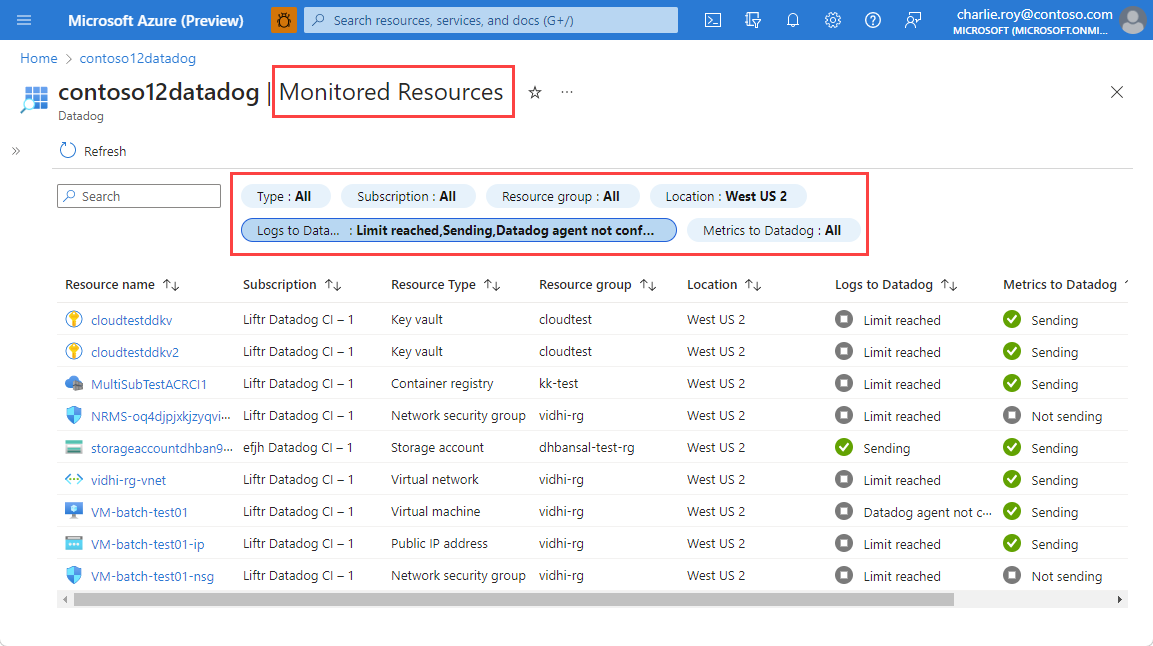 Microsoft Azure (Preview) Search resources, services, and docs (G+/) charlie.roy@contoso.com
MICROSOFT (MICROSOFT.ONMI...
Home > contoso12datadog
contoso12datadog | Monitored Resources ...
Datadog
Refresh
Search Type : All Subscription : All Resource group : All Location : West US 2
Logs to Data... : Limit reached,Sending,Datadog agent not conf... Metrics to Datadog : All
Resource name Subscription Resource Type Resource group Location Logs to Datadog Metrics to Datadog
cloudtestddkv Liftr Datadog CI – 1 Key vault cloudtest West US 2 Limit reached Sending
cloudtestddkv2 Liftr Datadog CI – 1 Key vault cloudtest West US 2 Limit reached Sending
MultiSubTestACRCI1 Liftr Datadog CI – 1 Container registry kk-test West US 2 Limit reached Sending
NRMS-oq4djpjxkjzyqvi... Liftr Datadog CI – 1 Network security group vidhi-rg West US 2 Limit reached Not sending
storageaccountdhban9... efjh Datadog CI – 1 Storage account dhbansal-test-rg West US 2 Sending Sending
vidhi-rg-vnet Liftr Datadog CI – 1 Virtual network vidhi-rg West US 2 Limit reached Sending
VM-batch-test01 Liftr Datadog CI – 1 Virtual machine vidhi-rg West US 2 Datadog agent not c... Sending
VM-batch-test01-ip Liftr Datadog CI – 1 Public IP address vidhi-rg West US 2 Limit reached Sending
VM-batch-test01-nsg Liftr Datadog CI – 1 Network security group vidhi-rg West US 2 Limit reached Not sending